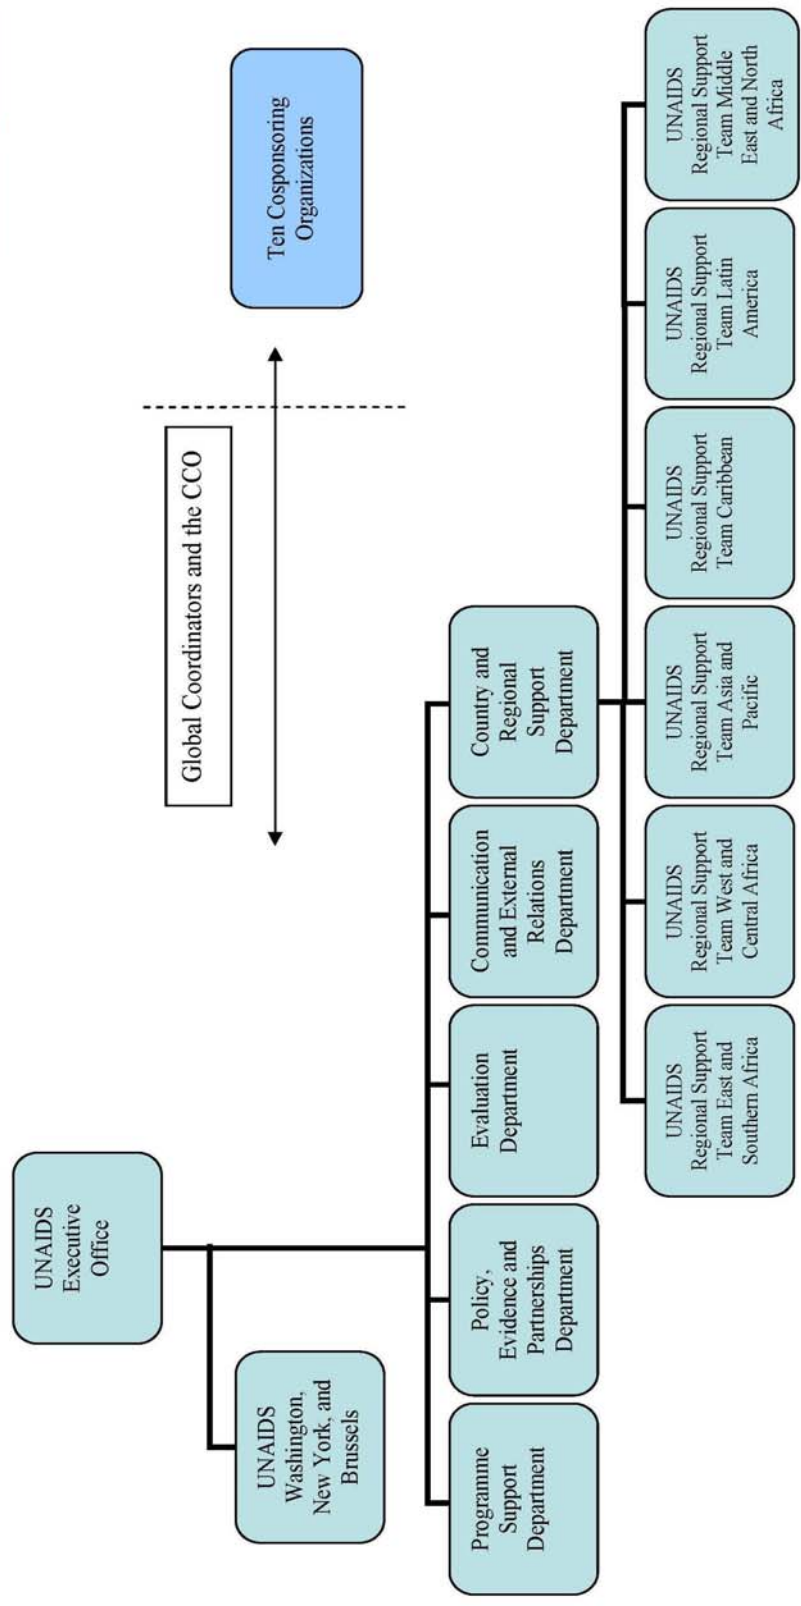 UNAIDS
Executive
Office
Global Coordinators and the CCO
Ten Cosponsoring
Organizations
UNAIDS
Washington,
New York, and
Brussels
Programme
Support
Department
Policy,
Evidence and
Partnerships
Department
Evaluation
Department
Communication
and External
Relations
Department
Country and
Regional
Support
Department
UNAIDS
Regional Support
Team East and
Southern Africa
UNAIDS
Regional Support
Team West and
Central Africa
UNAIDS
Regional Support
Team Asia and
Pacific
UNAIDS
Regional Support
Team Caribbean
UNAIDS
Regional Support
Team Latin
America
UNAIDS
Regional Support
Team Middle
East and North
Africa